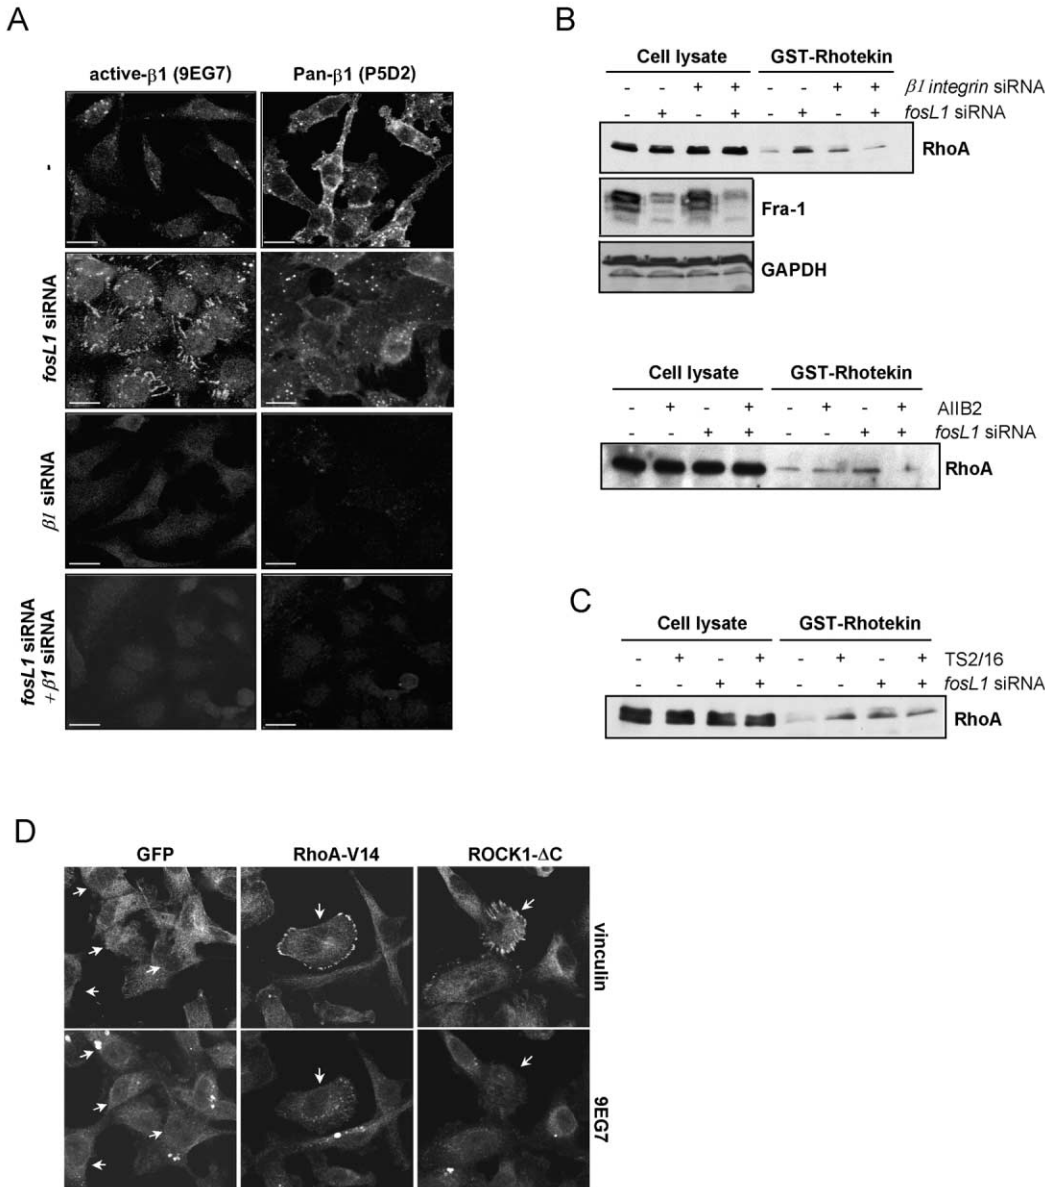 A
active-β1 (9EG7) Pan-β1 (P5D2)
-
fosL1 siRNA
β1 siRNA
fosL1 siRNA
+ β1 siRNA
B
Cell lysate GST-Rhotekin
- - + + - - + + β1 integrin siRNA
- + - + - + - + fosL1 siRNA
RhoA
Fra-1
GAPDH
Cell lysate GST-Rhotekin
- + - + - + - + AIIB2
- - + + - - + + fosL1 siRNA
RhoA
C
Cell lysate GST-Rhotekin
- + - + - + - + TS2/16
- - + + - - + + fosL1 siRNA
RhoA
D
GFP RhoA-V14 ROCK1-ΔC
vinculin
9EG7